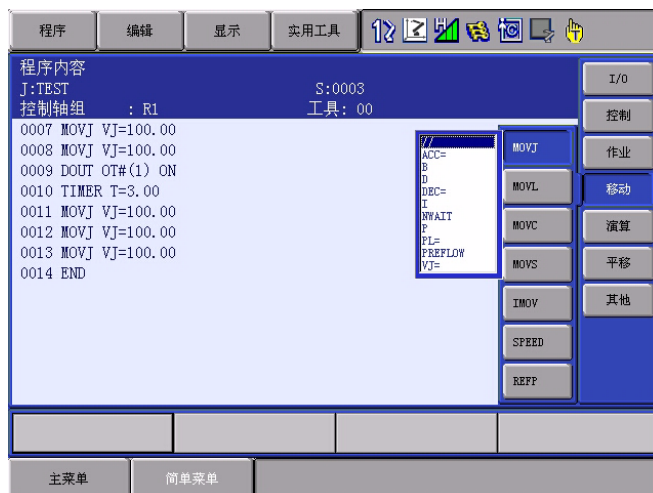 程序 编辑 显示 实用工具
程序内容
J:TEST S:0003
控制轴组 : R1 工具: 00
0007 MOVJ VJ=100.00
0008 MOVJ VJ=100.00
0009 DOUT OT#(1) ON
0010 TIMER T=3.00
0011 MOVJ VJ=100.00
0012 MOVJ VJ=100.00
0013 MOVJ VJ=100.00
0014 END
//
ACC=
B
D
DEC=
I
NWAIT
P
PL=
PREFLOW
VJ=
MOVJ
MOVL
MOVC
MOVS
IMOV
SPEED
REFP
I/O
控制
作业
移动
演算
平移
其他
主菜单 简单菜单